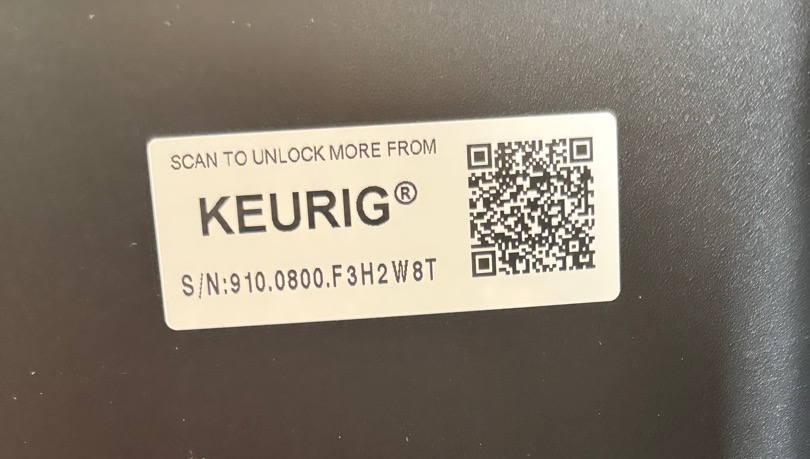 SCAN TO UNLOCK MORE FROM
KEURIG®
S/N:910.0800.F3H2W8T